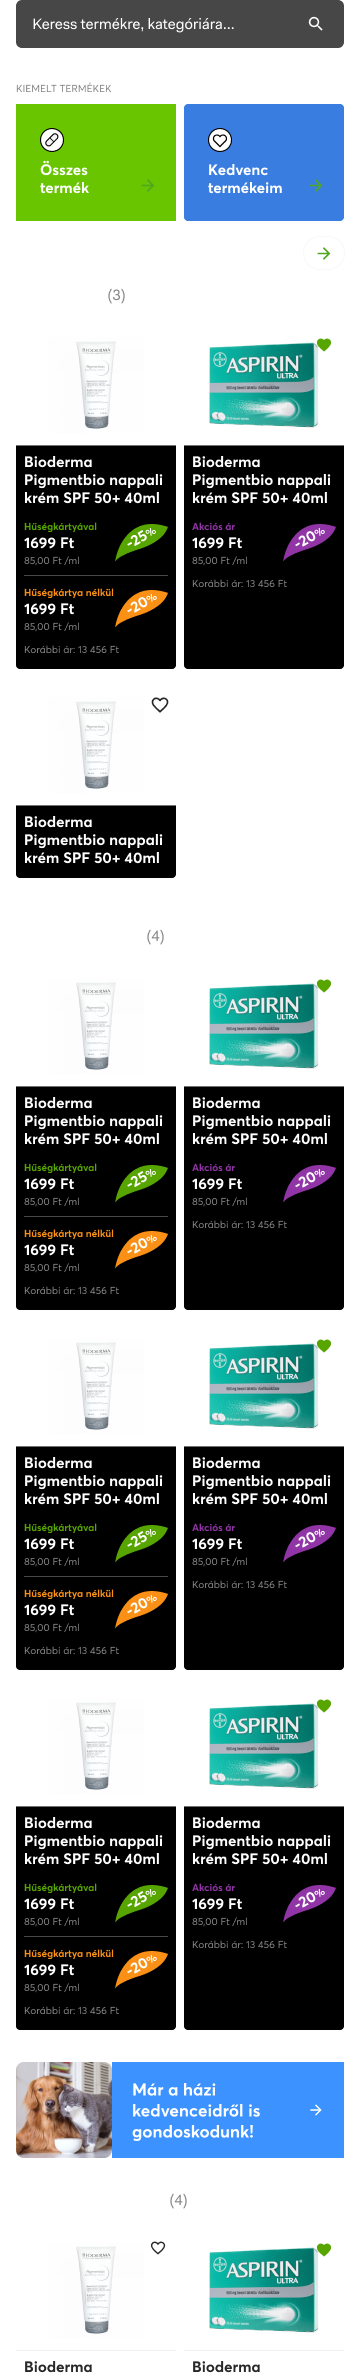 Keress termékre, kategóriára...
KIEMELT TERMÉKEK
Összes
termék
Kedvenc
termékeim
(3)
BIODERMA
Pigmentbio
ASPIRIN®
ULTRA
Bioderma
Pigmentbio nappali
krém SPF 50+ 40ml
Hűségkártyával
1699 Ft
85,00 Ft /ml
-25%
Hűségkártya nélkül
1699 Ft
85,00 Ft /ml
-20%
Korábbi ár: 13 456 Ft
Bioderma
Pigmentbio nappali
krém SPF 50+ 40ml
Akciós ár
1699 Ft
85,00 Ft /ml
-20%
Korábbi ár: 13 456 Ft
BIODERMA
Pigmentbio
Bioderma
Pigmentbio nappali
krém SPF 50+ 40ml
(4)
BIODERMA
Pigmentbio
ASPIRIN®
ULTRA
Bioderma
Pigmentbio nappali
krém SPF 50+ 40ml
Hűségkártyával
1699 Ft
85,00 Ft /ml
-25%
Hűségkártya nélkül
1699 Ft
85,00 Ft /ml
-20%
Korábbi ár: 13 456 Ft
Bioderma
Pigmentbio nappali
krém SPF 50+ 40ml
Akciós ár
1699 Ft
85,00 Ft /ml
-20%
Korábbi ár: 13 456 Ft
BIODERMA
Pigmentbio
ASPIRIN®
ULTRA
Bioderma
Pigmentbio nappali
krém SPF 50+ 40ml
Hűségkártyával
1699 Ft
85,00 Ft /ml
-25%
Hűségkártya nélkül
1699 Ft
85,00 Ft /ml
-20%
Korábbi ár: 13 456 Ft
Bioderma
Pigmentbio nappali
krém SPF 50+ 40ml
Akciós ár
1699 Ft
85,00 Ft /ml
-20%
Korábbi ár: 13 456 Ft
BIODERMA
Pigmentbio
ASPIRIN®
ULTRA
Bioderma
Pigmentbio nappali
krém SPF 50+ 40ml
Hűségkártyával
1699 Ft
85,00 Ft /ml
-25%
Hűségkártya nélkül
1699 Ft
85,00 Ft /ml
-20%
Korábbi ár: 13 456 Ft
Bioderma
Pigmentbio nappali
krém SPF 50+ 40ml
Akciós ár
1699 Ft
85,00 Ft /ml
-20%
Korábbi ár: 13 456 Ft
Már a házi
kedvenceidről is
gondoskodunk!
(4)
BIODERMA
Pigmentbio
ASPIRIN®
ULTRA
Bioderma
Bioderma